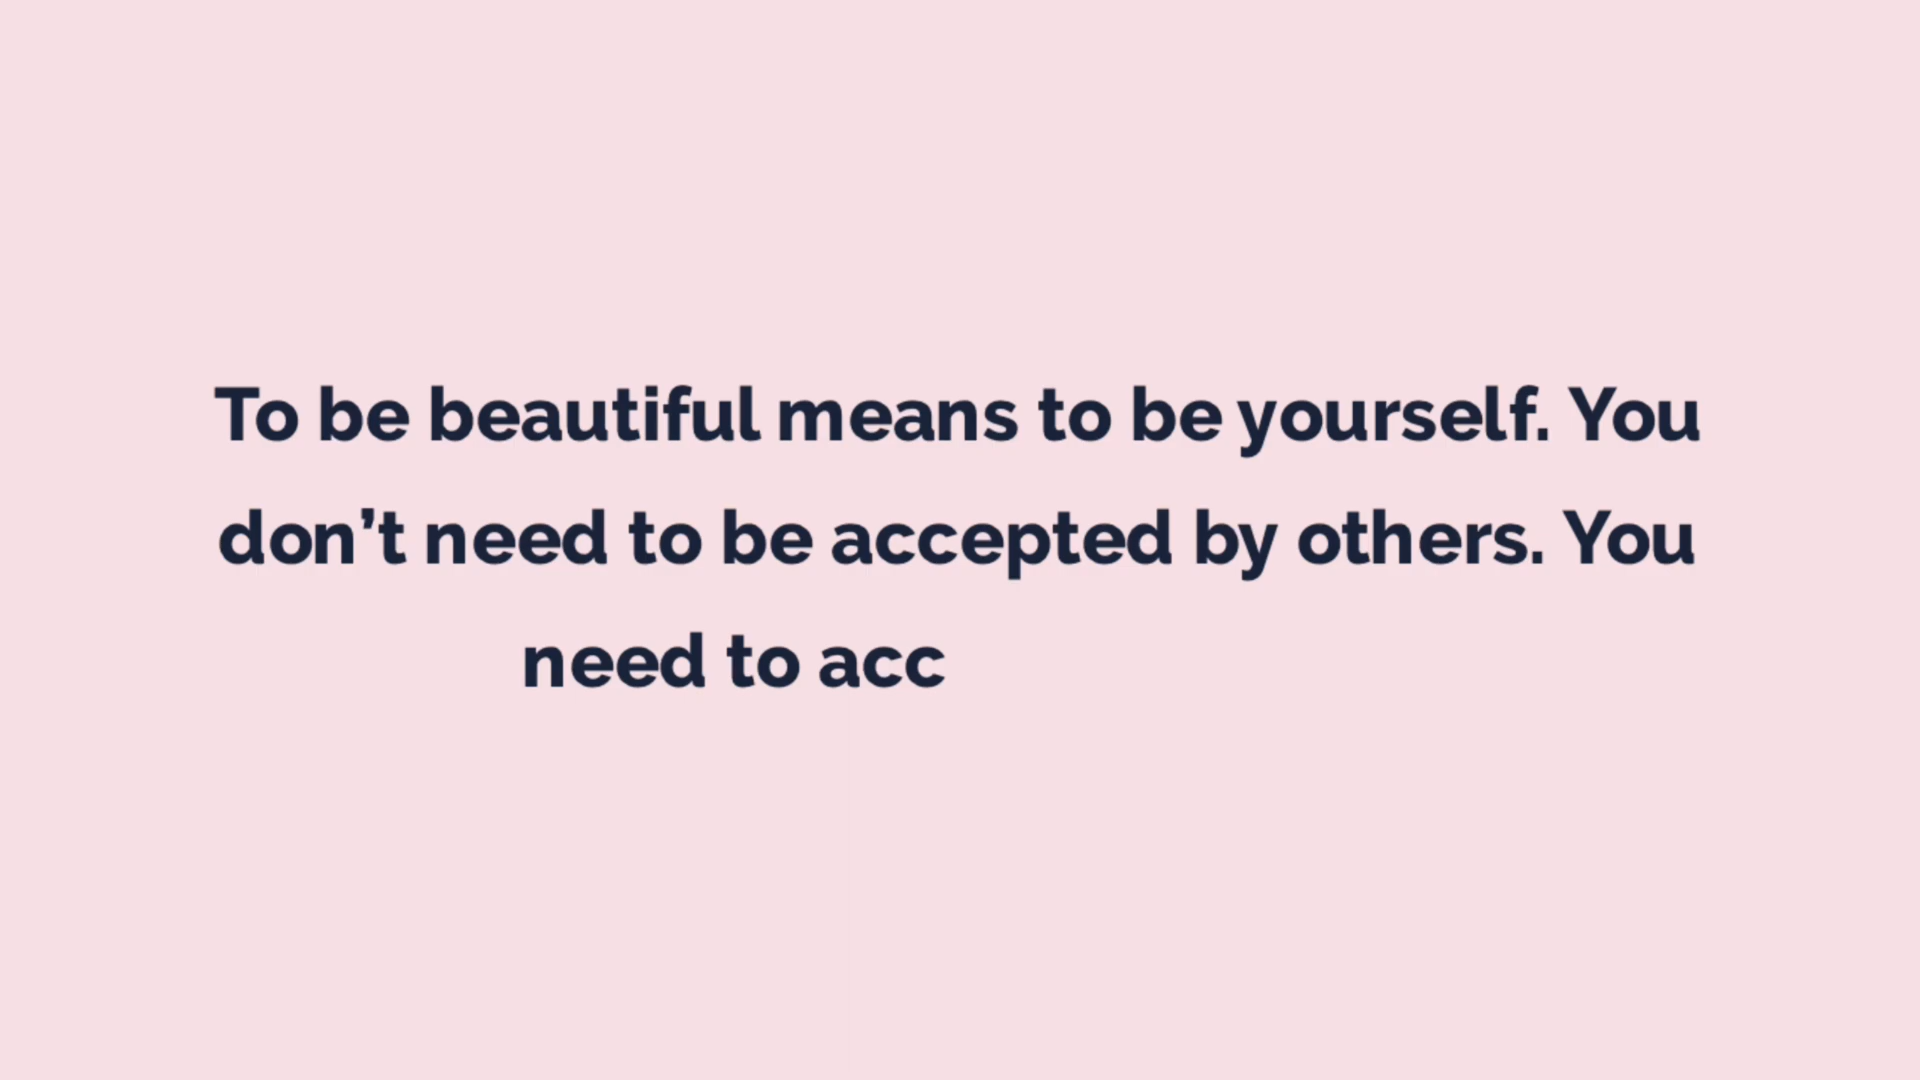 To be beautiful means to be yourself. You
don’t need to be accepted by others. You
need to acc